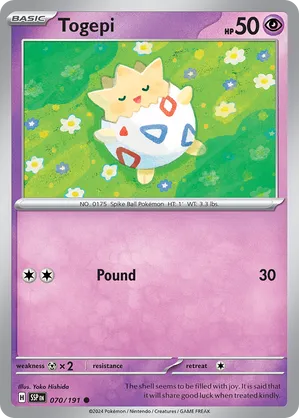 BASIC
Togepi
HP 50
NO. 0175 Spike Ball Pokémon HT: 1' WT: 3.3 lbs.
Pound 30
weakness ×2 resistance retreat
Illus. Yoko Hishida
H SSP EN 070/191
The shell seems to be filled with joy. It is said that
it will share good luck when treated kindly.
©2024 Pokémon / Nintendo / Creatures / GAME FREAK